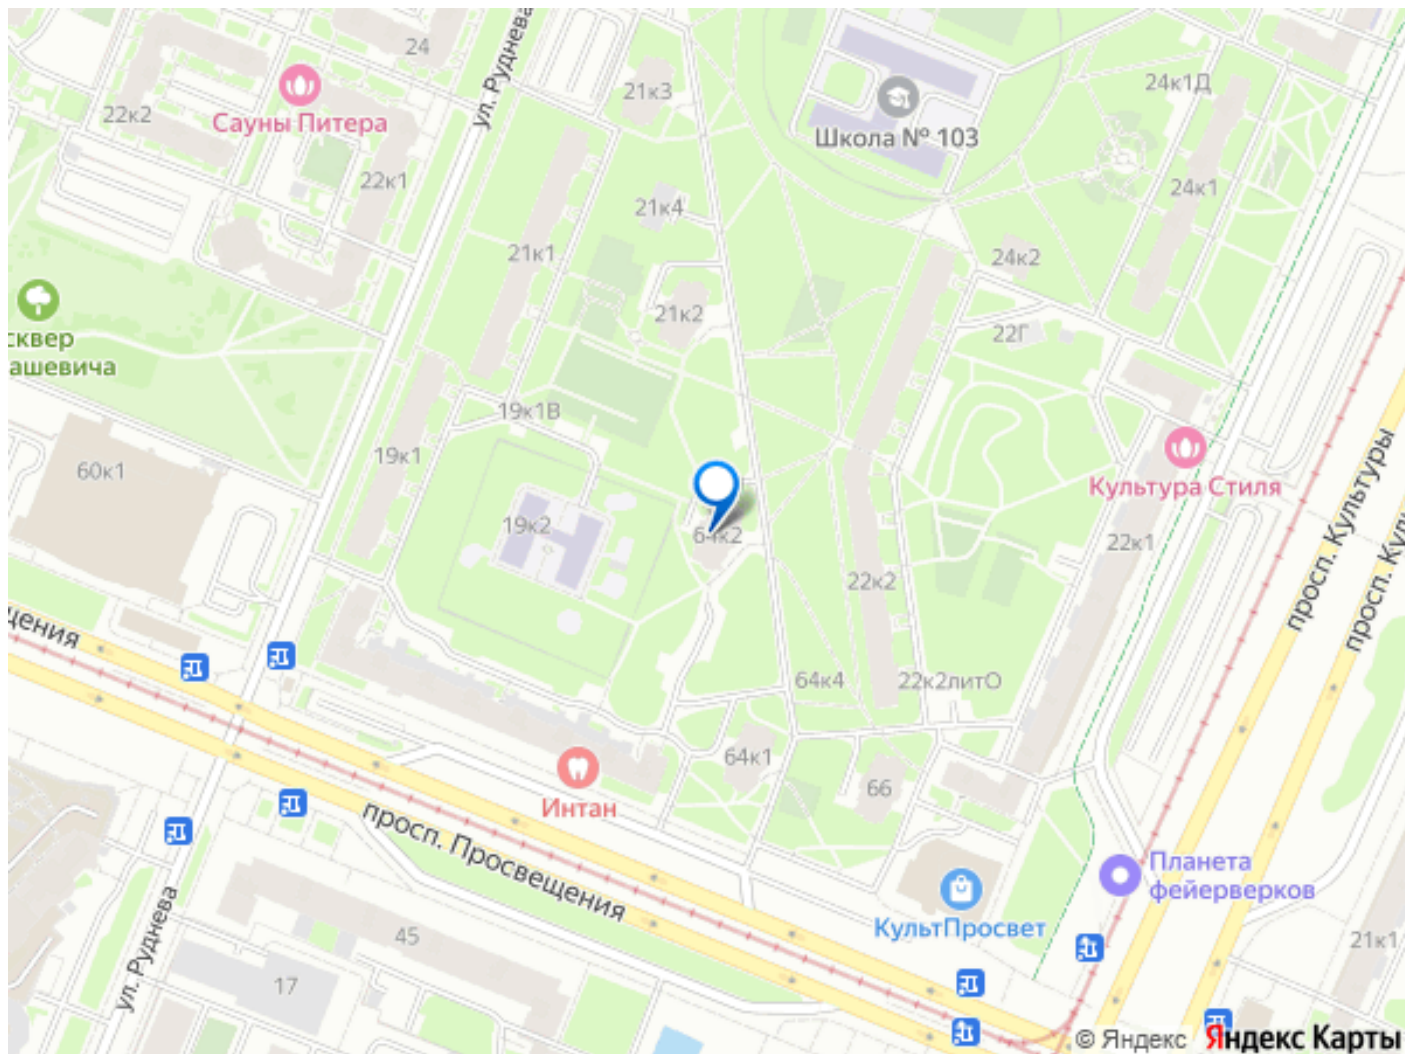 24
ул. Руднева
22к2
Сауны Питера
22к1
21к3
Школа № 103
24к1Д
24к1
21к4
21к1
24к2
21к2
22Г
сквер
ашевича
19к1В
19к1
60к1
Культура Стиля
19к2
64к2
22к1
22к2
просп. Культуры
просп. Куль
щения
64к4
22к2литО
64к1
66
Интан
просп. Просвещения
Планета
фейерверков
КультПросвет
ул. Руднева
45
17
21к1
© Яндекс
Яндекс Карты